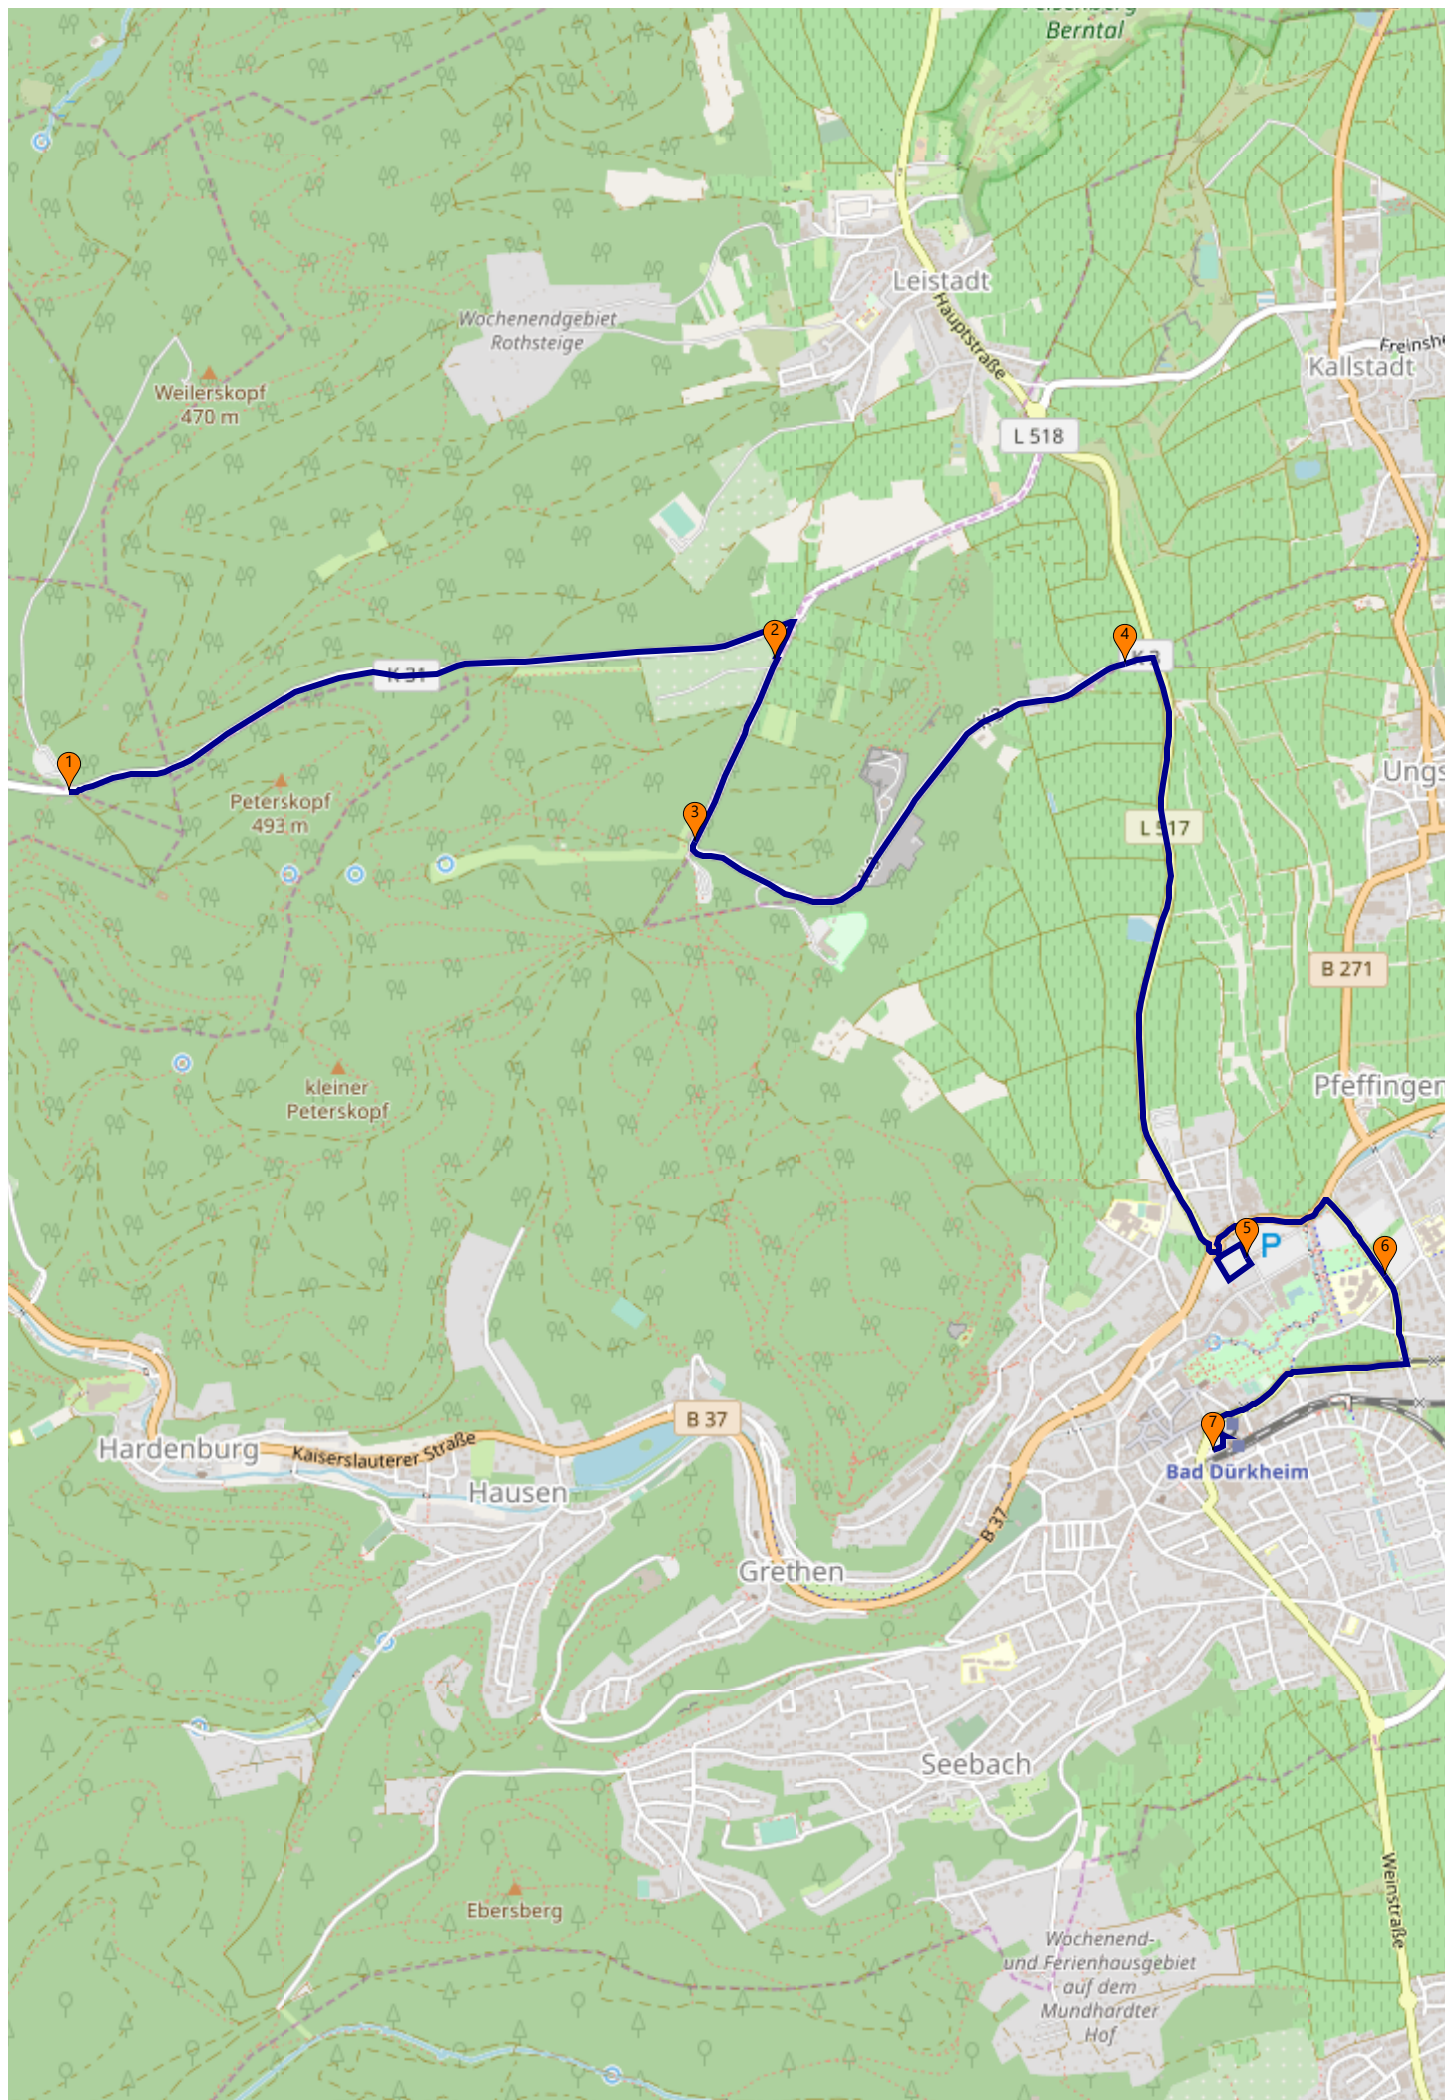 Berntal
Leistadt
Hauptstraße
Wochenendgebiet
Rothsteige
Kallstadt
Weilerskopf
470 m
L 518
2
4
K 31
1
Peterskopf
493 m
3
L 517
B 271
kleiner
Peterskopf
Pfeffingen
5
P
6
B 37
Hardenburg
Kaiserslauterer Straße
Hausen
7
Bad Dürkheim
B 37
Grethen
Seebach
Ebersberg
Weinstraße
Wochenend-
und Ferienhausgebiet
auf dem
Mundhardter
Hof